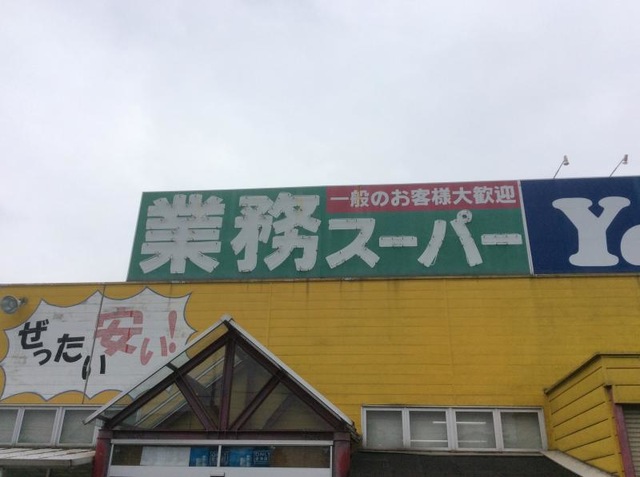 一般のお客様大歓迎
業務スーパー
Y
ぜったい安い!